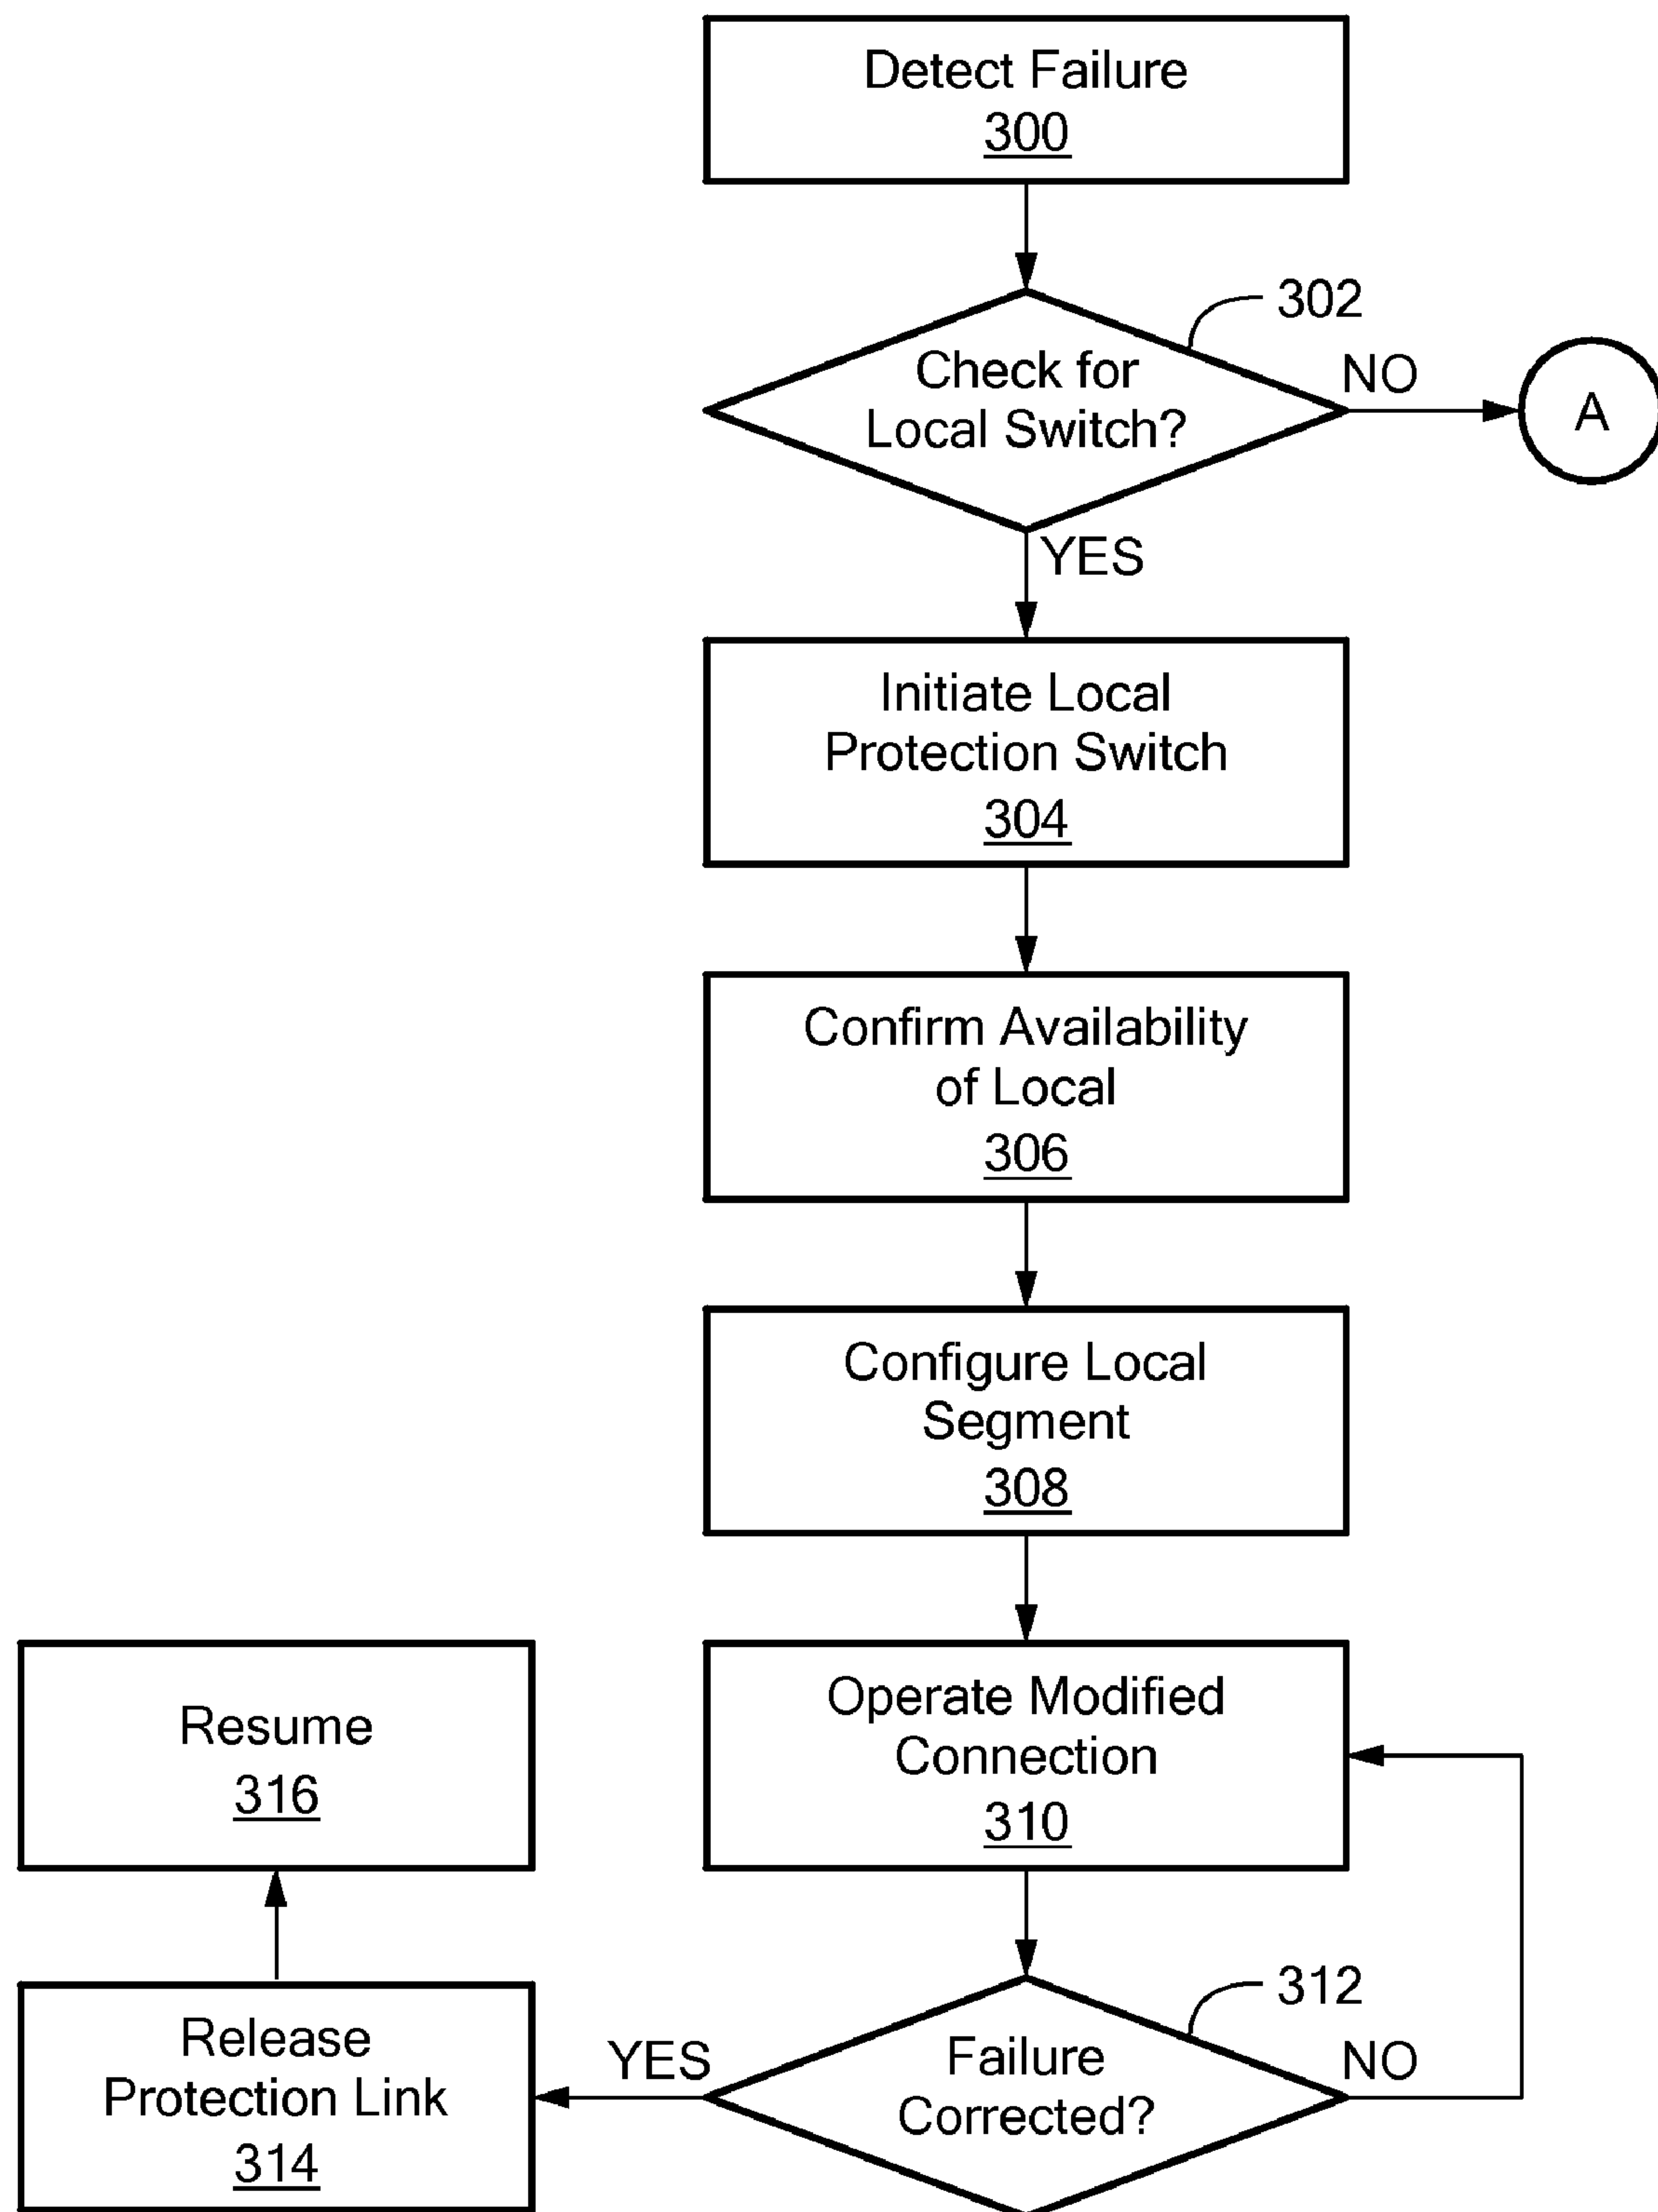 Detect Failure
300
302
Check for
Local Switch?
NO
A
YES
Initiate Local
Protection Switch
304
Confirm Availability
of Local
306
Configure Local
Segment
308
Operate Modified
Connection
310
Resume
316
312
Failure
Corrected?
NO
YES
Release
Protection Link
314